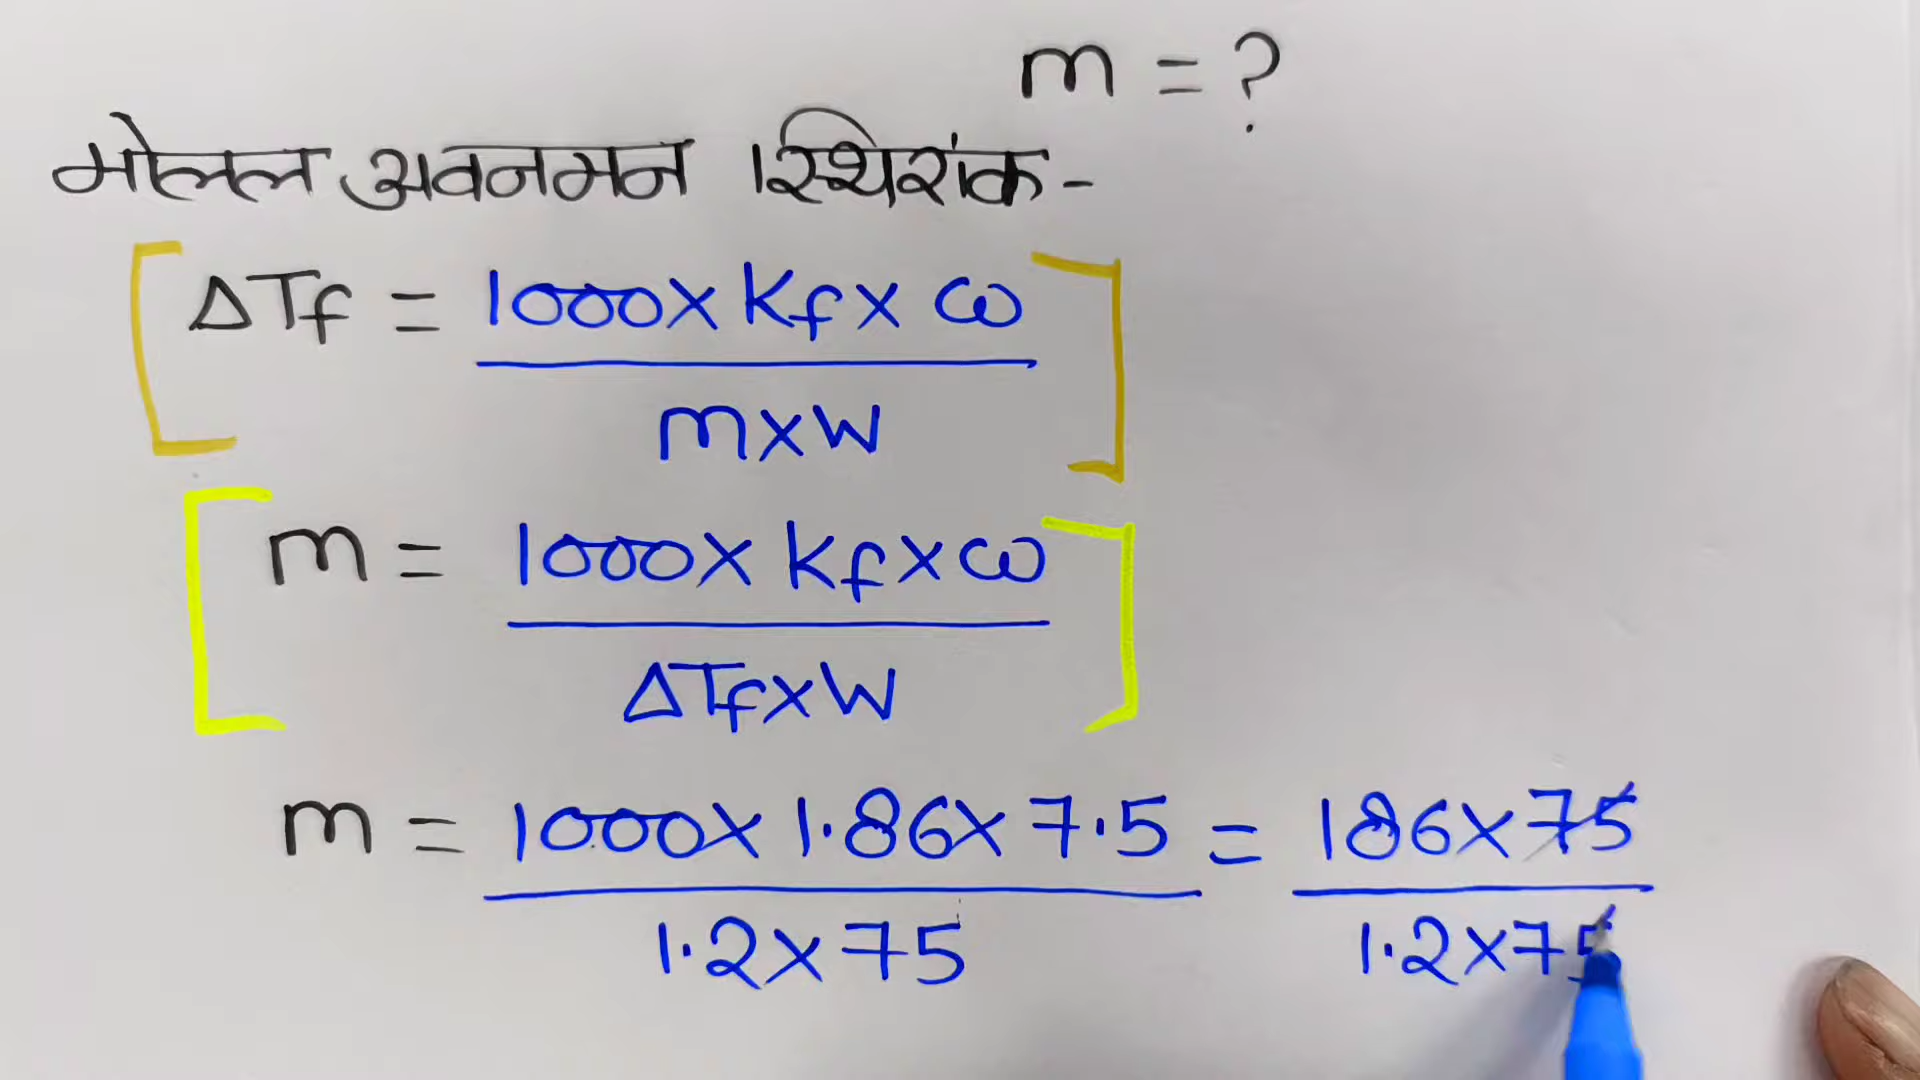 m = ?
मोलल अवनमन स्थिरांक-
ΔTf = 1000 x Kf x ω
m x W
m = 1000 x Kf x ω
ΔTf x W
m = 1000 x 1.86 x 7.5 = 186 x 75
1.2 x 75 1.2 x 75